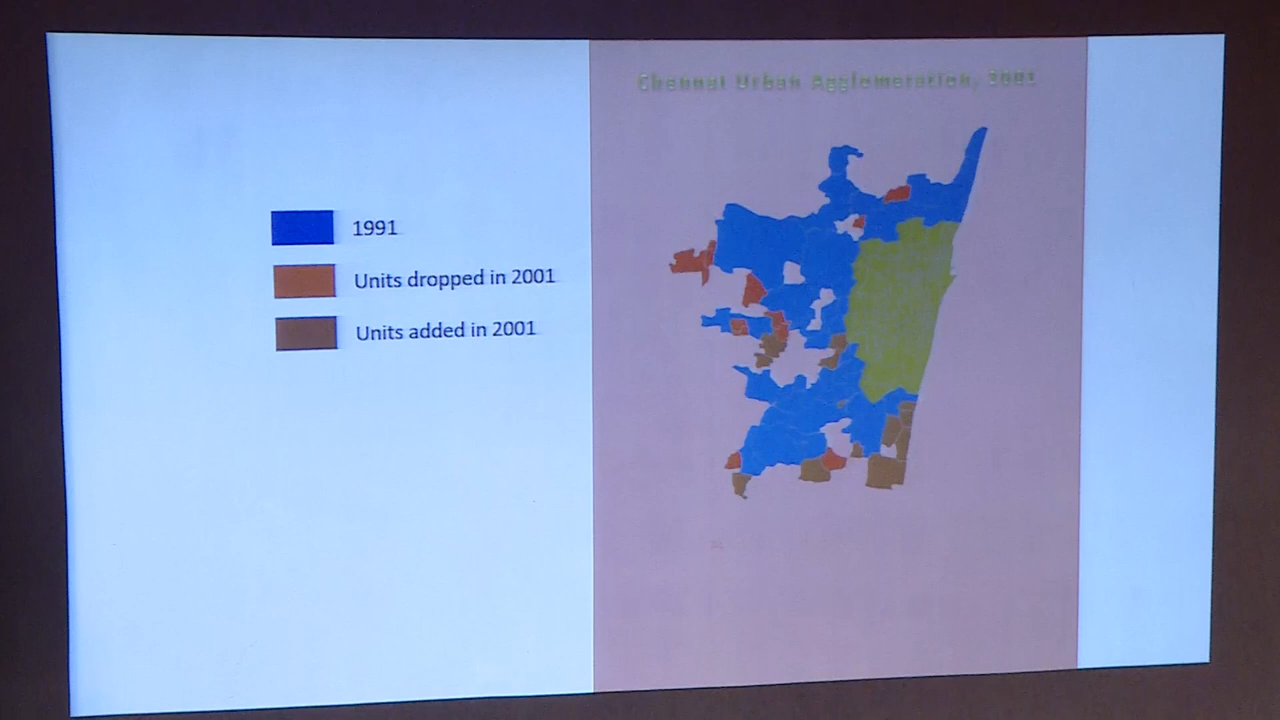 Chennai Urban Agglomeration, 2001
1991
Units dropped in 2001
Units added in 2001